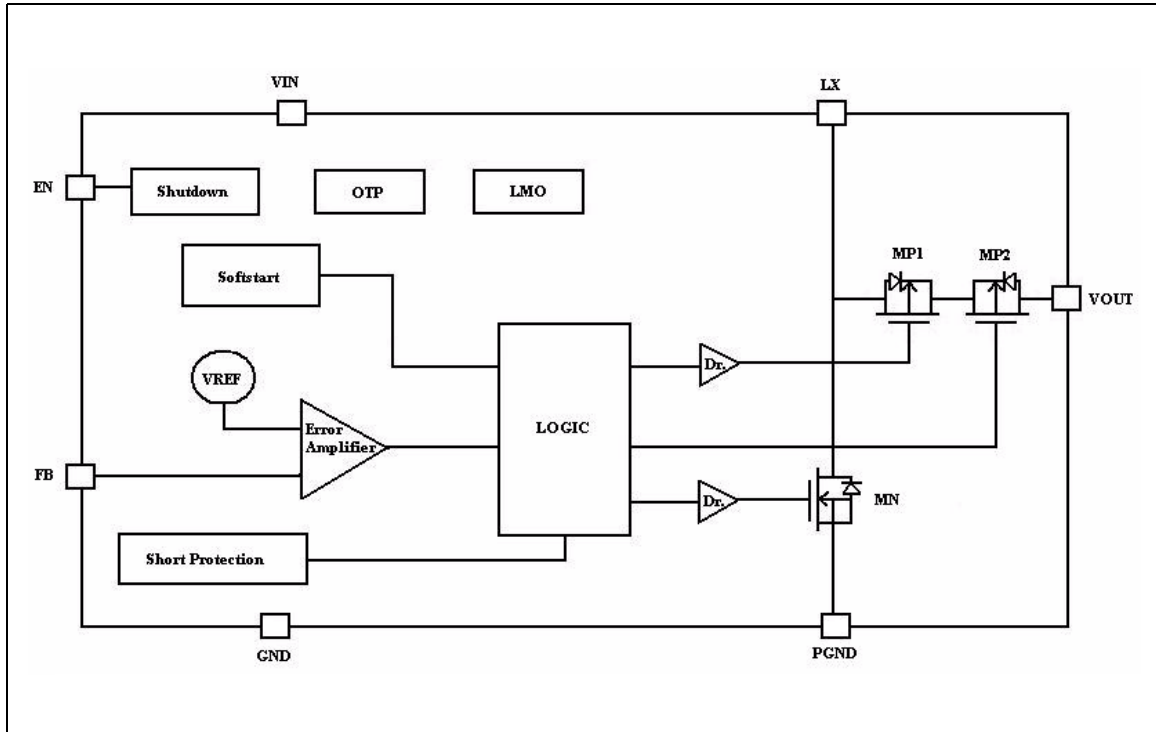 VIN
LX
EN
Shutdown
OTP
LMO
Softstart
MP1
MP2
VOUT
VREF
Dr.
LOGIC
Error
Amplifier
FB
Dr.
MN
Short Protection
GND
PGND